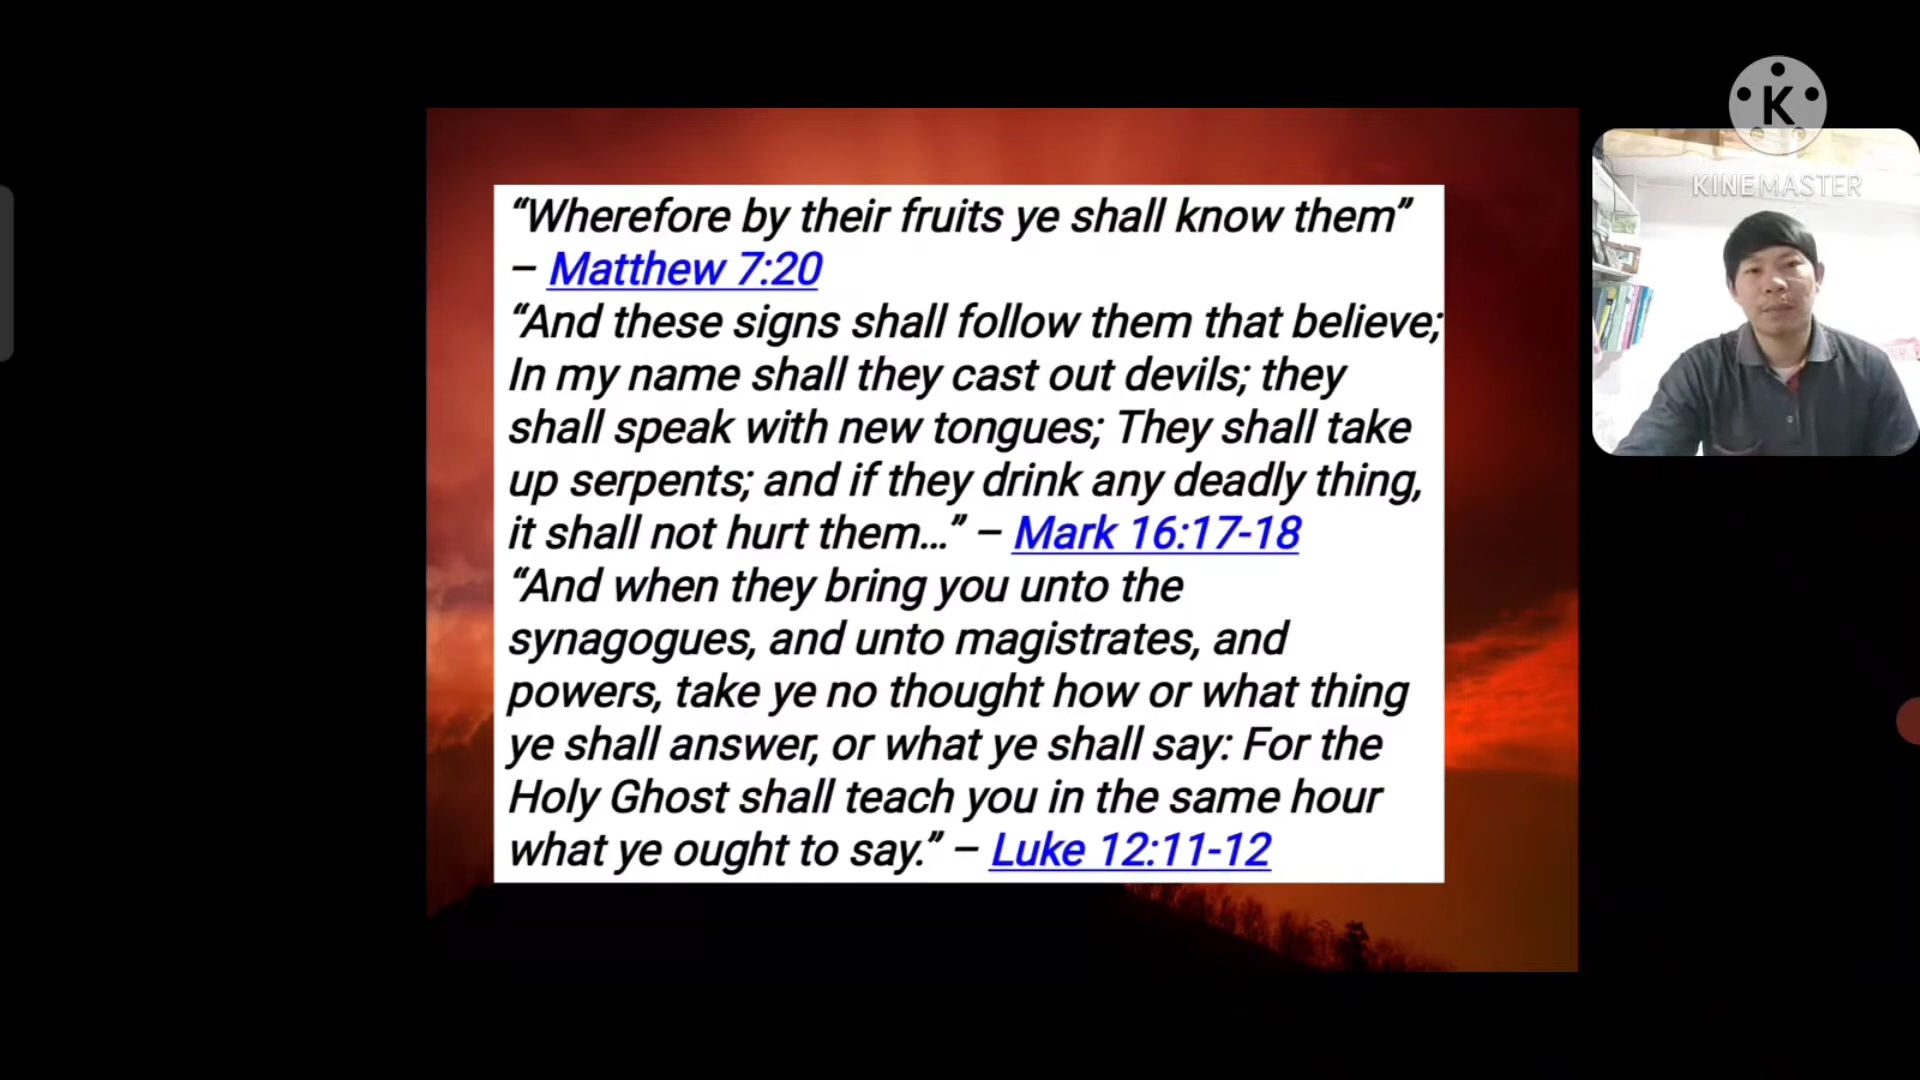 “Wherefore by their fruits ye shall know them”
– Matthew 7:20
“And these signs shall follow them that believe;
In my name shall they cast out devils; they
shall speak with new tongues; They shall take
up serpents; and if they drink any deadly thing,
it shall not hurt them…” – Mark 16:17-18
“And when they bring you unto the
synagogues, and unto magistrates, and
powers, take ye no thought how or what thing
ye shall answer, or what ye shall say: For the
Holy Ghost shall teach you in the same hour
what ye ought to say.” – Luke 12:11-12
K
KINEMASTER